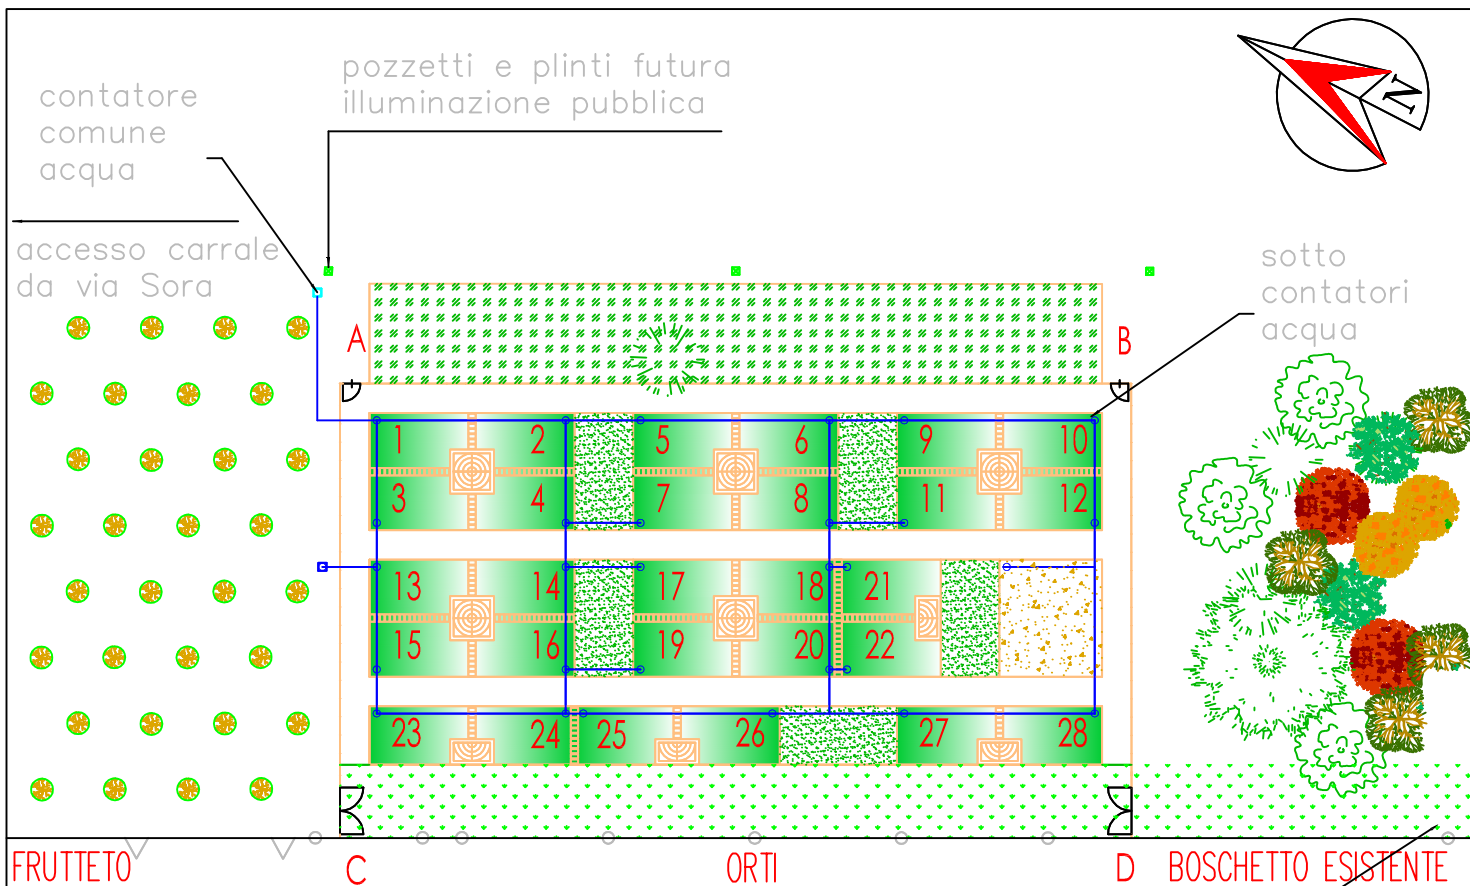 pozzetti e plinti futura
illuminazione pubblica
contatore
comune
acqua
N
accesso carrale
da via Sora
sotto
contatori
acqua
A
B
1 2 5 6 9 10
3 4 7 8 11 12
13 14 17 18 21
15 16 19 20 22
23 24 25 26 27 28
FRUTTETO C ORTI D BOSCHETTO ESISTENTE